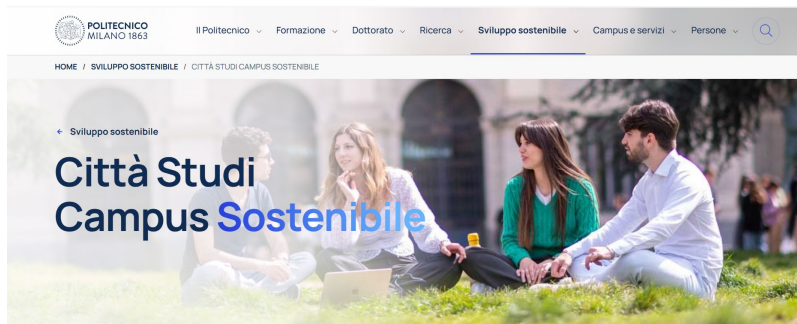 POLITECNICO
MILANO 1863
Il Politecnico
Formazione
Dottorato
Ricerca
Sviluppo sostenibile
Campus e servizi
Persone
HOME / SVILUPPO SOSTENIBILE / CITTÀ STUDI CAMPUS SOSTENIBILE
← Sviluppo sostenibile
Città Studi
Campus Sostenibile